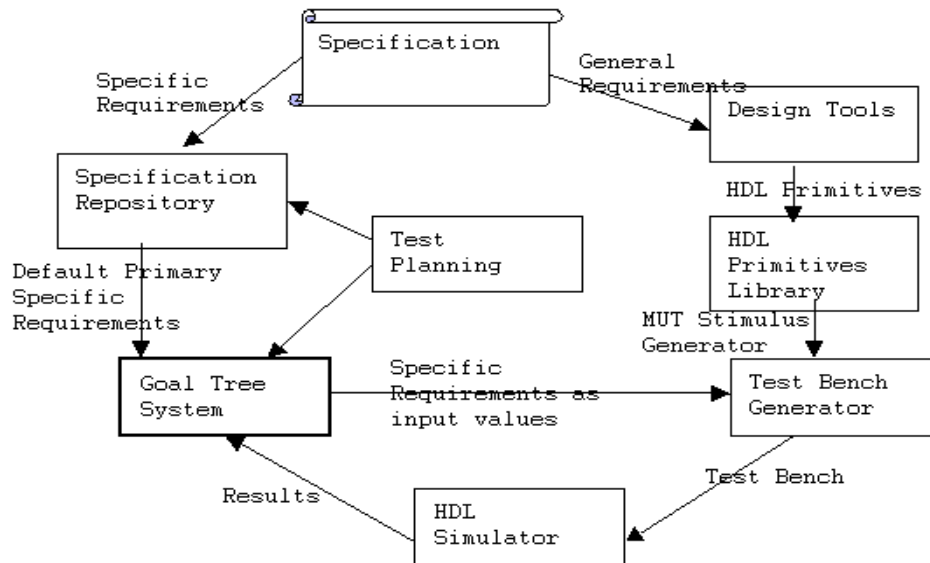 Specification
General
Requirements
Specific
Requirements
Design Tools
Specification
Repository
HDL Primitives
Test
Planning
HDL
Primitives
Library
Default Primary
Specific
Requirements
MUT Stimulus
Generator
Goal Tree
System
Specific
Requirements as
input values
Test Bench
Generator
Test Bench
Results
HDL
Simulator